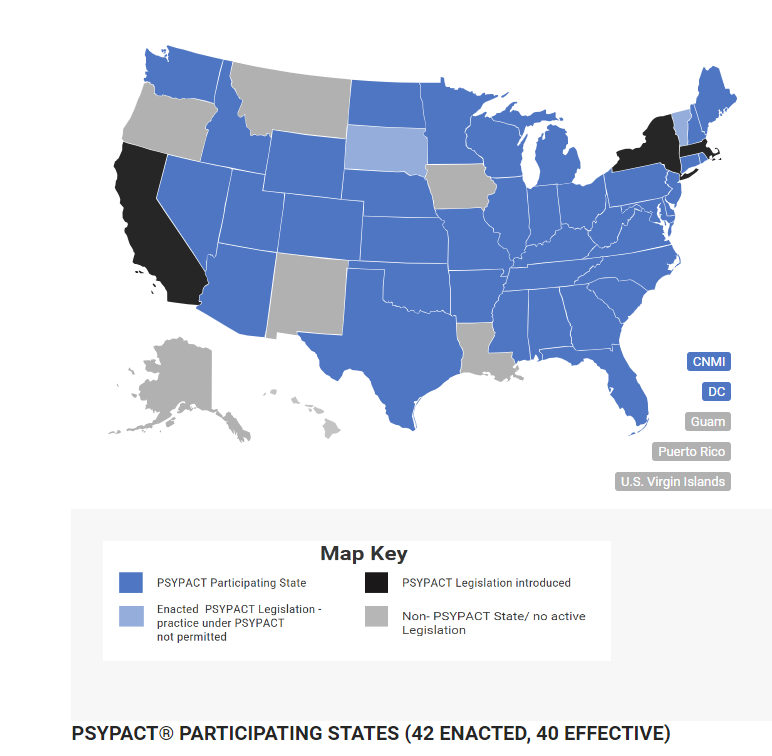 CNMI
DC
Guam
Puerto Rico
U.S. Virgin Islands
Map Key
PSYPACT Participating State
PSYPACT Legislation introduced
Enacted PSYPACT Legislation -
practice under PSYPACT
not permitted
Non- PSYPACT State/ no active
Legislation
PSYPACT® PARTICIPATING STATES (42 ENACTED, 40 EFFECTIVE)